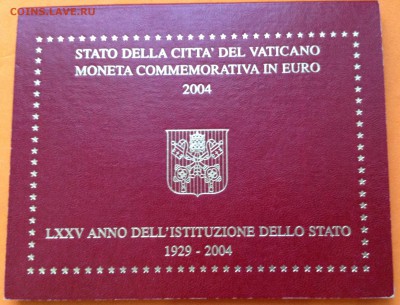 COINS.LAVE.RU
STATO DELLA CITTA' DEL VATICANO
MONETA COMMEMORATIVA IN EURO
2004
LXXV ANNO DELL'ISTITUZIONE DELLO STATO
1929 - 2004